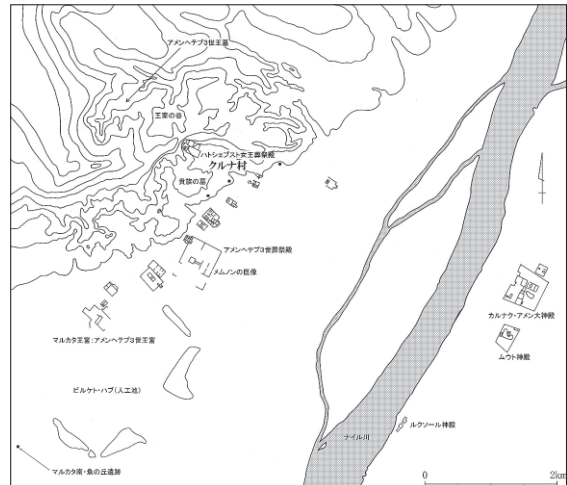 アメンヘテプ3世王墓
王家の谷
ハトシェプスト女王葬祭殿
クルナ村
貴族の墓
アメンヘテプ3世葬祭殿
メムノンの巨像
カルナク・アメン大神殿
マルカタ王宮:アメンヘテプ3世王宮
ムウト神殿
ビルケト・ハブ(人工池)
ルクソール神殿
ナイル川
マルカタ南・魚の丘遺跡
0 2km